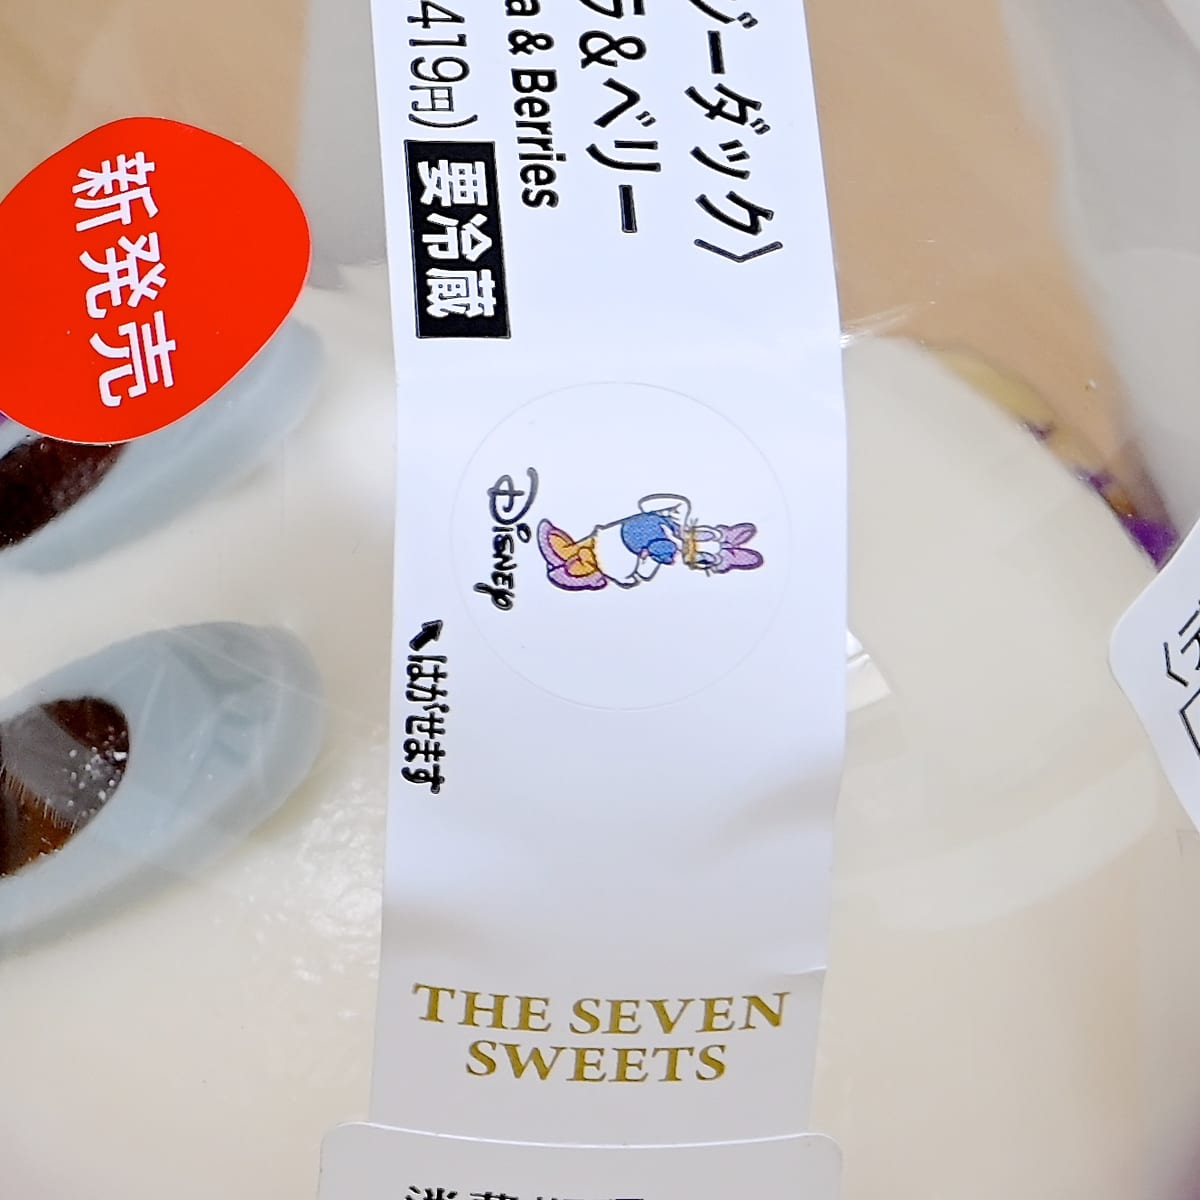 ジーダック〉
ラ&ベリー
a & Berries
419円)
要冷蔵
新発売
Disney
はがせます
THE SEVEN
SWEETS